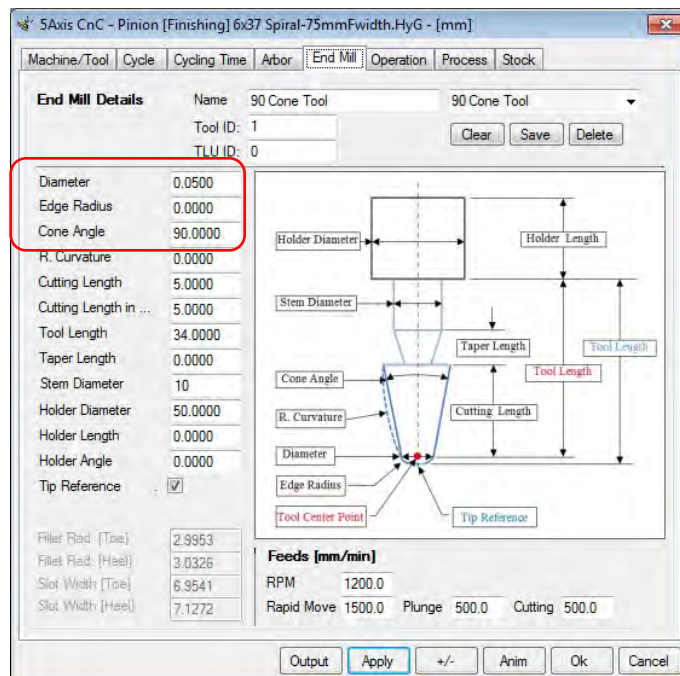 5Axis CnC - Pinion [Finishing] 6x37 Spiral-75mmFwidth.HyG - [mm]
Machine/Tool Cycle Cycling Time Arbor End Mill Operation Process Stock
End Mill Details Name 90 Cone Tool 90 Cone Tool
Tool ID: 1 Clear Save Delete
TLU ID: 0
Diameter 0.0500
Edge Radius 0.0000
Cone Angle 90.0000
R. Curvature 0.0000
Cutting Length 5.0000
Cutting Length in ... 5.0000
Tool Length 34.0000
Taper Length 0.0000
Stem Diameter 10
Holder Diameter 50.0000
Holder Length 0.0000
Holder Angle 0.0000
Tip Reference .
Holder Diameter Holder Length
Stem Diameter
Taper Length Tool Length
Tool Length
Cone Angle
R. Curvature Cutting Length
Diameter
Edge Radius
Tool Center Point Tip Reference
Fillet Rad. [Toe] 2.9953
Fillet Rad. [Heel] 3.0326
Slot Width [Toe] 6.9541
Slot Width [Heel] 7.1272
Feeds [mm/min]
RPM 1200.0
Rapid Move 1500.0 Plunge 500.0 Cutting 500.0
Output Apply +/- Anim Ok Cancel